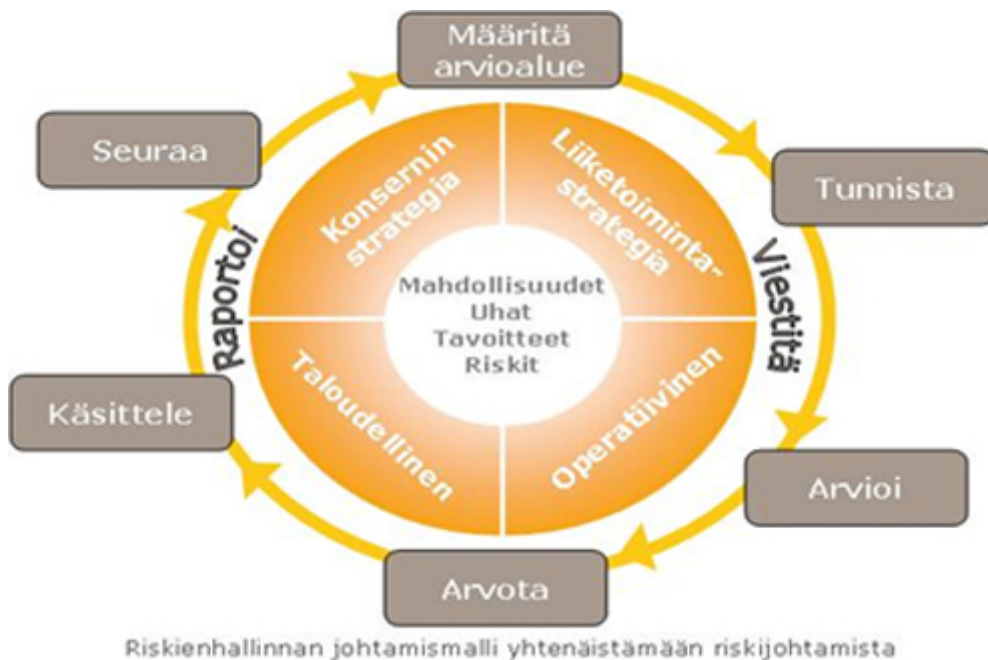 Määritä
arvioalue
Seuraa
Tunnista
Konsernin
strategia
Liiketoiminta-
strategia
Raportoi
Viestitä
Mahdollisuudet
Uhat
Tavoitteet
Riskit
Käsittele
Taloudellinen
Operatiivinen
Arvioi
Arvota
Riskienhallinnan johtamismalli yhtenäistämään riskijohtamista